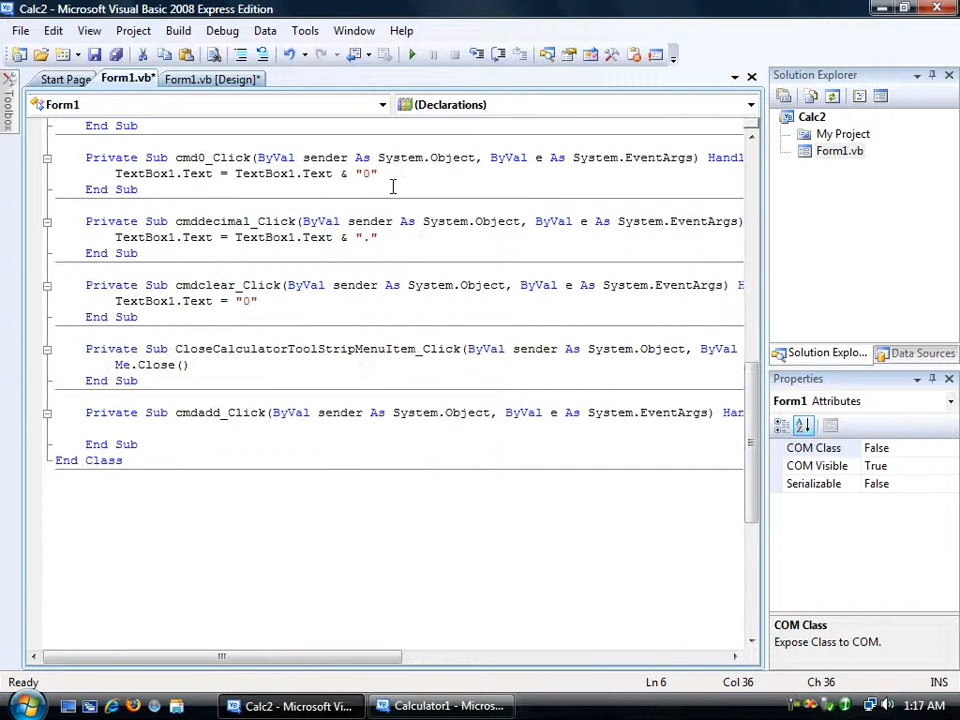 Calc2 - Microsoft Visual Basic 2008 Express Edition
File Edit View Project Build Debug Data Tools Window Help
Start Page Form1.vb* Form1.vb [Design]*
Toolbox
Form1 (Declarations)
End Sub
Private Sub cmd0_Click(ByVal sender As System.Object, ByVal e As System.EventArgs) Handl
TextBox1.Text = TextBox1.Text & "0"
End Sub
Private Sub cmddecimal_Click(ByVal sender As System.Object, ByVal e As System.EventArgs)
TextBox1.Text = TextBox1.Text & "."
End Sub
Private Sub cmdclear_Click(ByVal sender As System.Object, ByVal e As System.EventArgs) H
TextBox1.Text = "0"
End Sub
Private Sub CloseCalculatorToolStripMenuItem_Click(ByVal sender As System.Object, ByVal
Me.Close()
End Sub
Private Sub cmdadd_Click(ByVal sender As System.Object, ByVal e As System.EventArgs) Han
End Sub
End Class
Solution Explorer
Calc2
My Project
Form1.vb
Solution Explo... Data Sources
Properties
Form1 Attributes
COM Class False
COM Visible True
Serializable False
COM Class
Expose Class to COM.
Ready Ln 6 Col 36 Ch 36 INS
Calc2 - Microsoft Vi... Calculator1 - Micros... 1:17 AM